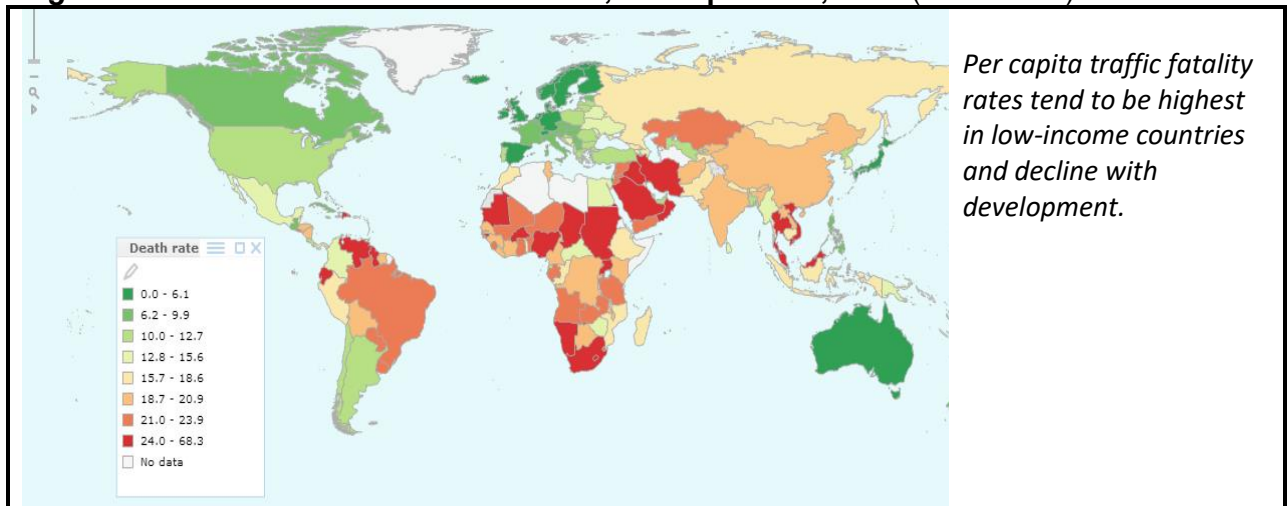 Per capita traffic fatality
rates tend to be highest
in low-income countries
and decline with
development.
Death rate
0.0 - 6.1
6.2 - 9.9
10.0 - 12.7
12.8 - 15.6
15.7 - 18.6
18.7 - 20.9
21.0 - 23.9
24.0 - 68.3
No data